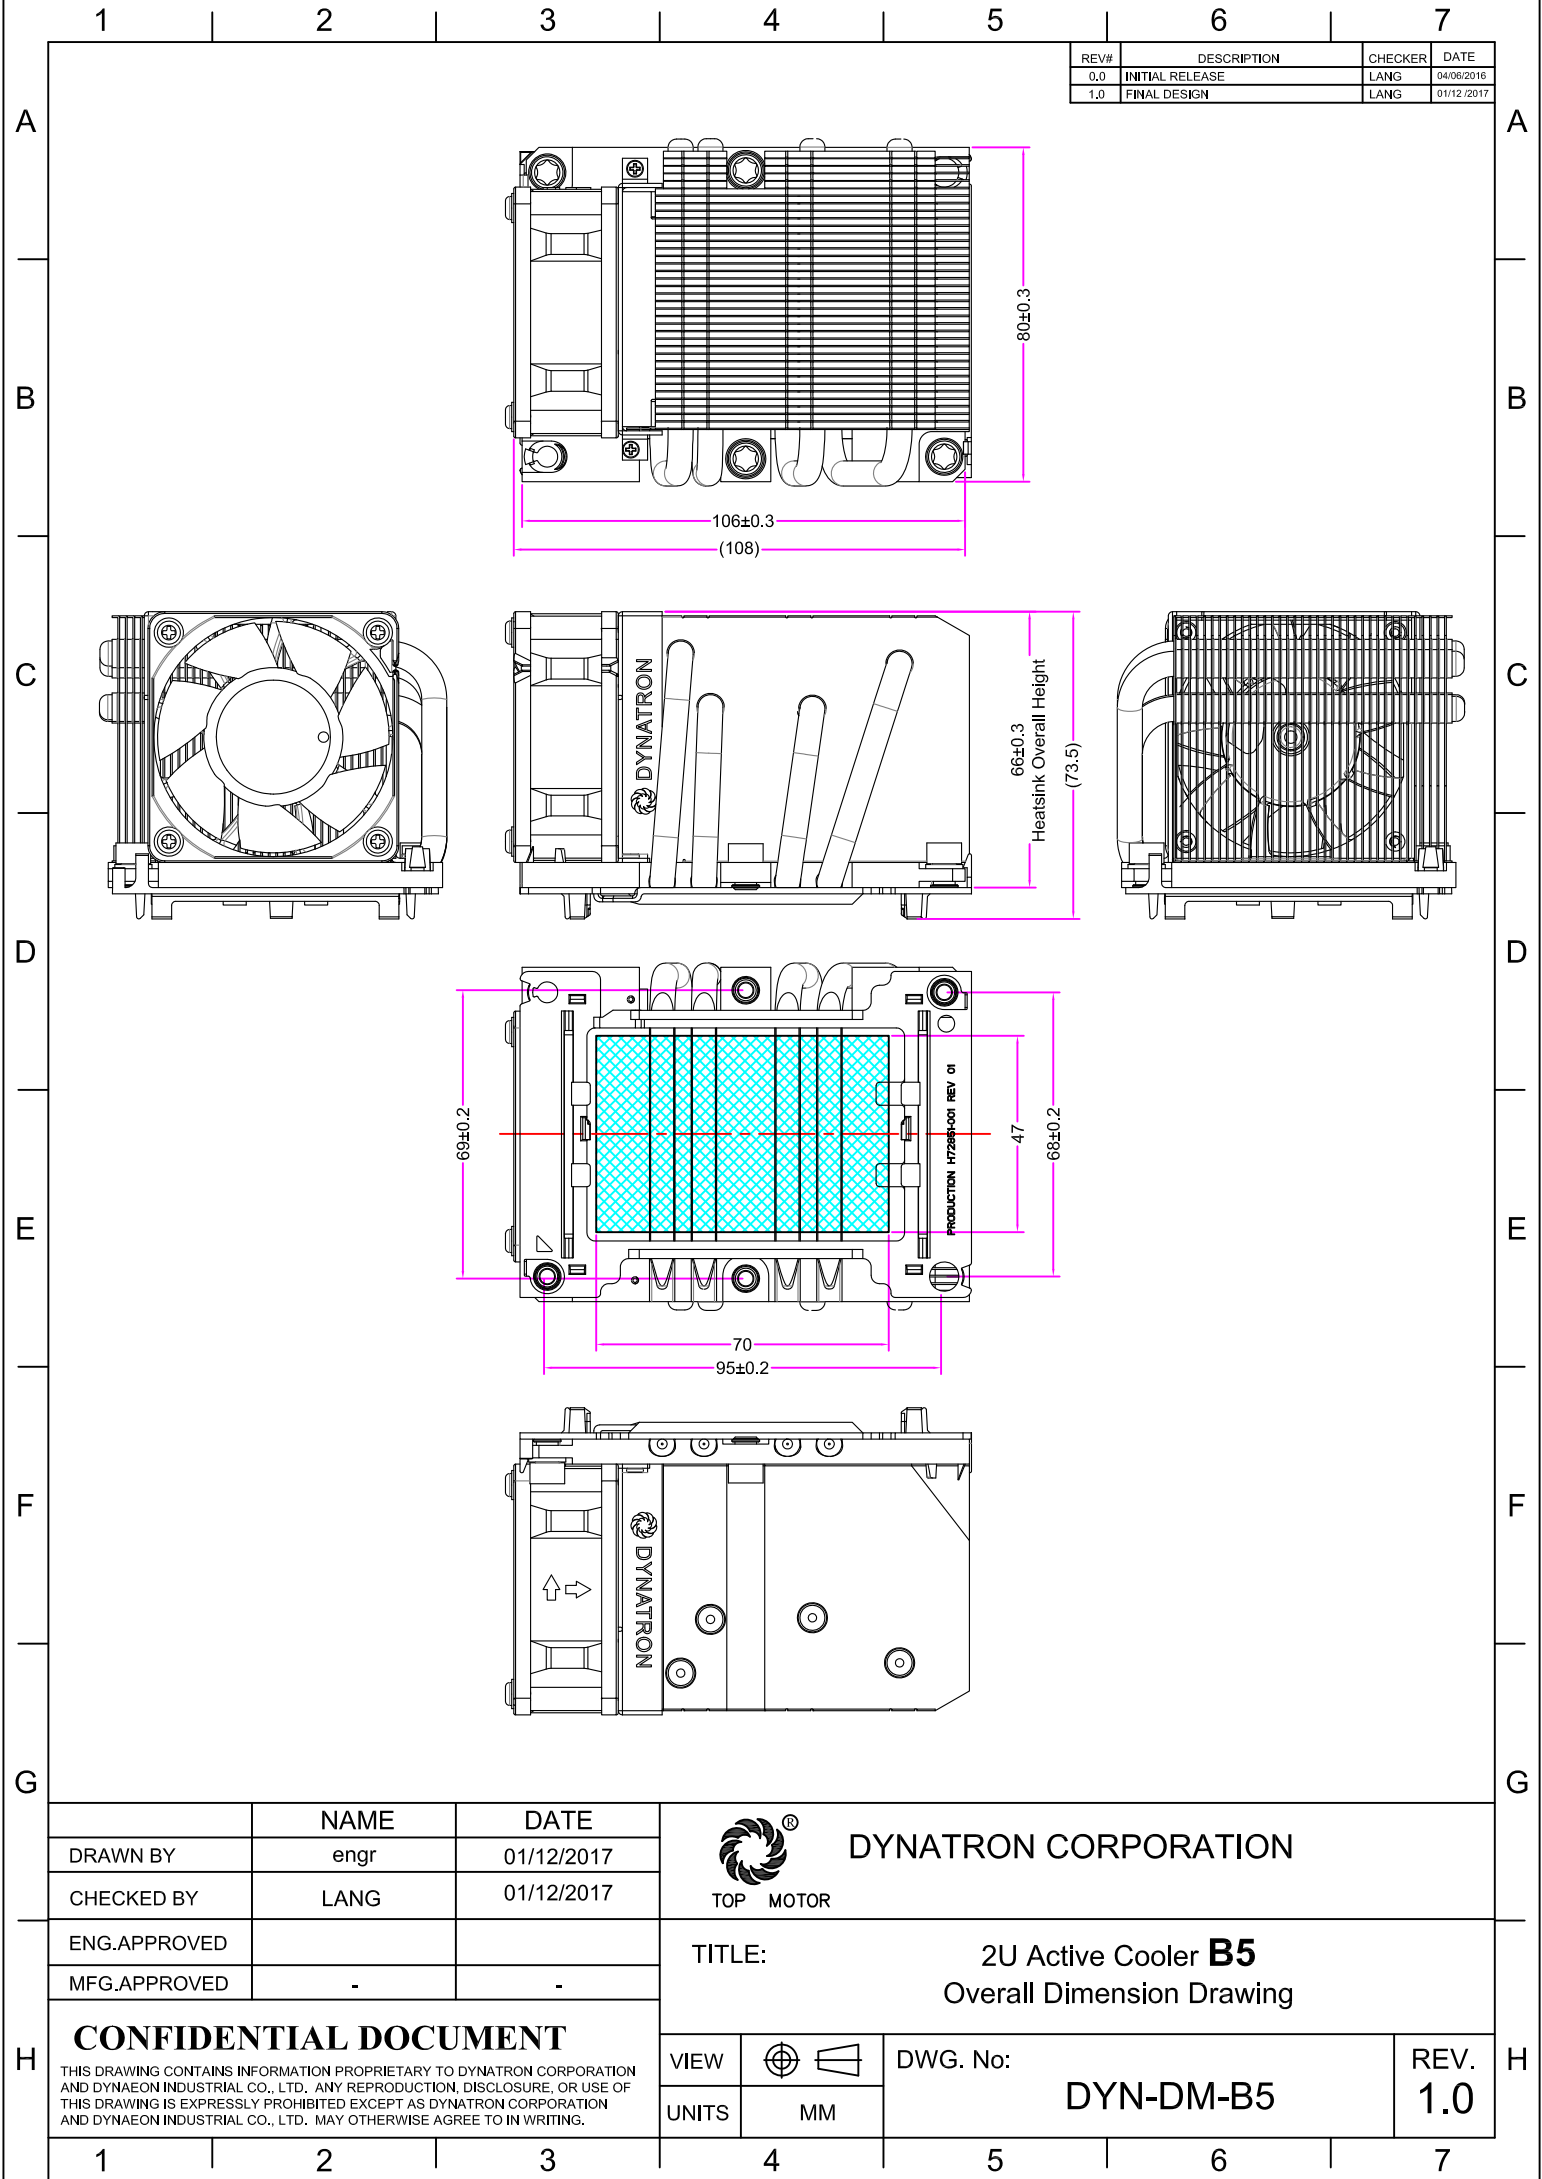 1 2 3 4 5 6 7
REV# DESCRIPTION CHECKER DATE
0.0 INITIAL RELEASE LANG 04/06/2016
1.0 FINAL DESIGN LANG 01/12 /2017
A A
80±0.3
B B
106±0.3
(108)
C C
DYNATRON
66±0.3
Heatsink Overall Height
(73.5)
D D
69±0.2
PRODUCTION H72851-001 REV 01
47
68±0.2
E E
70
95±0.2
F F
DYNATRON
G G
NAME DATE
DRAWN BY engr 01/12/2017
CHECKED BY LANG 01/12/2017
ENG.APPROVED
MFG.APPROVED - -
®
TOP MOTOR
DYNATRON CORPORATION
TITLE: 2U Active Cooler B5
Overall Dimension Drawing
CONFIDENTIAL DOCUMENT
THIS DRAWING CONTAINS INFORMATION PROPRIETARY TO DYNATRON CORPORATION
AND DYNAEON INDUSTRIAL CO., LTD. ANY REPRODUCTION, DISCLOSURE, OR USE OF
THIS DRAWING IS EXPRESSLY PROHIBITED EXCEPT AS DYNATRON CORPORATION
AND DYNAEON INDUSTRIAL CO., LTD. MAY OTHERWISE AGREE TO IN WRITING.
H H
VIEW
UNITS MM
DWG. No:
DYN-DM-B5
REV.
1.0
1 2 3 4 5 6 7